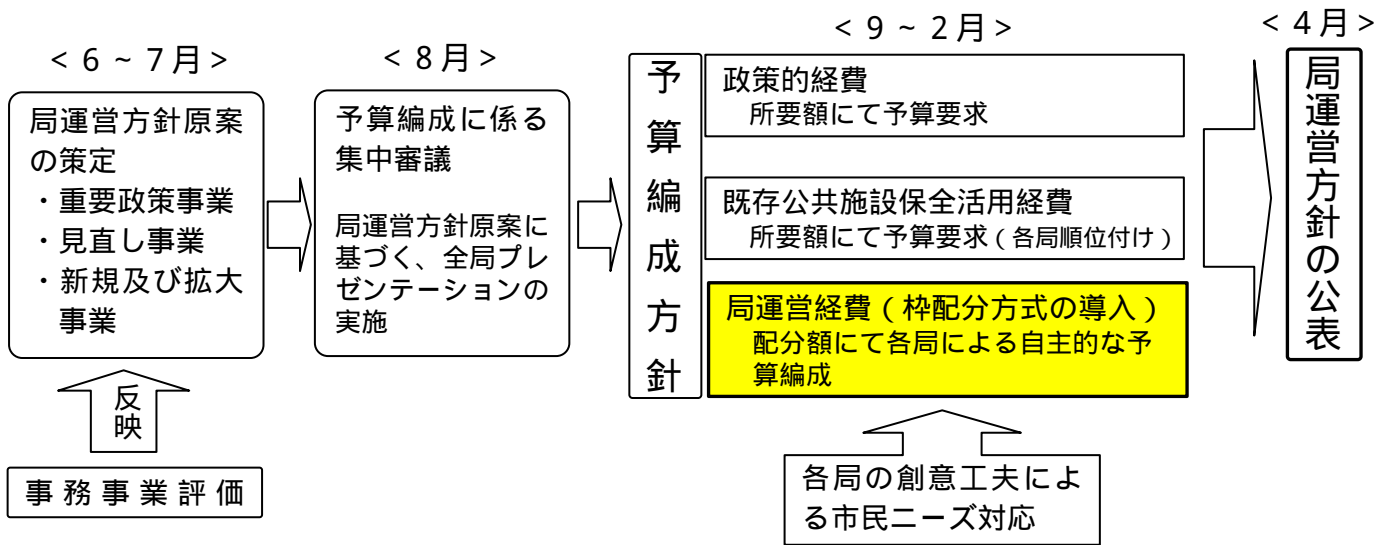 < 6 ~ 7月 >
局運営方針原案
の策定
・重要政策事業
・見直し事業
・新規及び拡大
事業
反
映
事務事業評価
< 8月 >
予算編成に係る
集中審議
局運営方針原案に
基づく、全局プレ
ゼンテーションの
実施
< 9 ~ 2月 >
予算編成方針
政策的経費
所要額にて予算要求
既存公共施設保全活用経費
所要額にて予算要求(各局順位付け)
局運営経費(枠配分方式の導入)
配分額にて各局による自主的な予
算編成
各局の創意工夫によ
る市民ニーズ対応
< 4月 >
局運営方針の公表